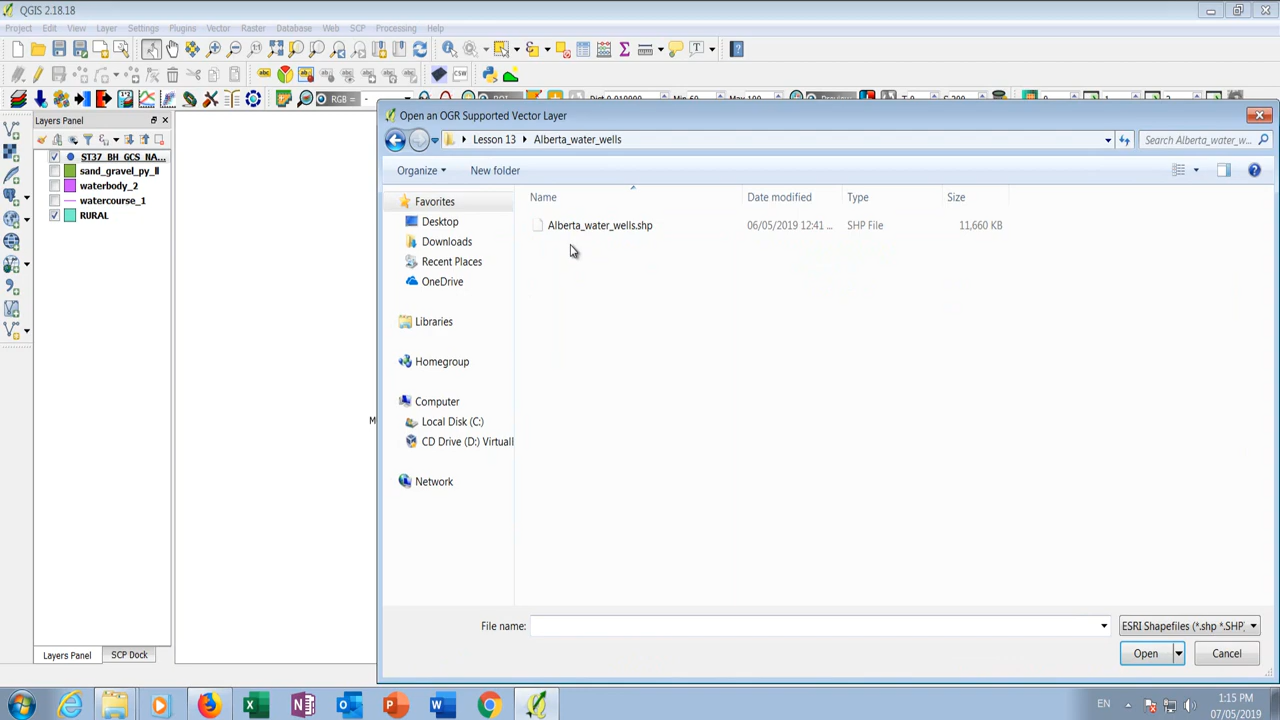 QGIS 2.18.18
Project Edit View Layer Settings Plugins Vector Raster Database Web SCP Processing Help
RGB =
Layers Panel
ST37_BH_GCS_NA...
sand_gravel_py_ll
waterbody_2
watercourse_1
RURAL
Layers Panel
SCP Dock
Open an OGR Supported Vector Layer
Lesson 13
Alberta_water_wells
Search Alberta_water_w...
Organize
New folder
Name
Date modified
Type
Size
Alberta_water_wells.shp
06/05/2019 12:41 ...
SHP File
11,660 KB
Favorites
Desktop
Downloads
Recent Places
OneDrive
Libraries
Homegroup
Computer
Local Disk (C:)
CD Drive (D:) Virtual
Network
M
File name:
ESRI Shapefiles (*.shp *.SHP
Open
Cancel
EN
1:15 PM
07/05/2019